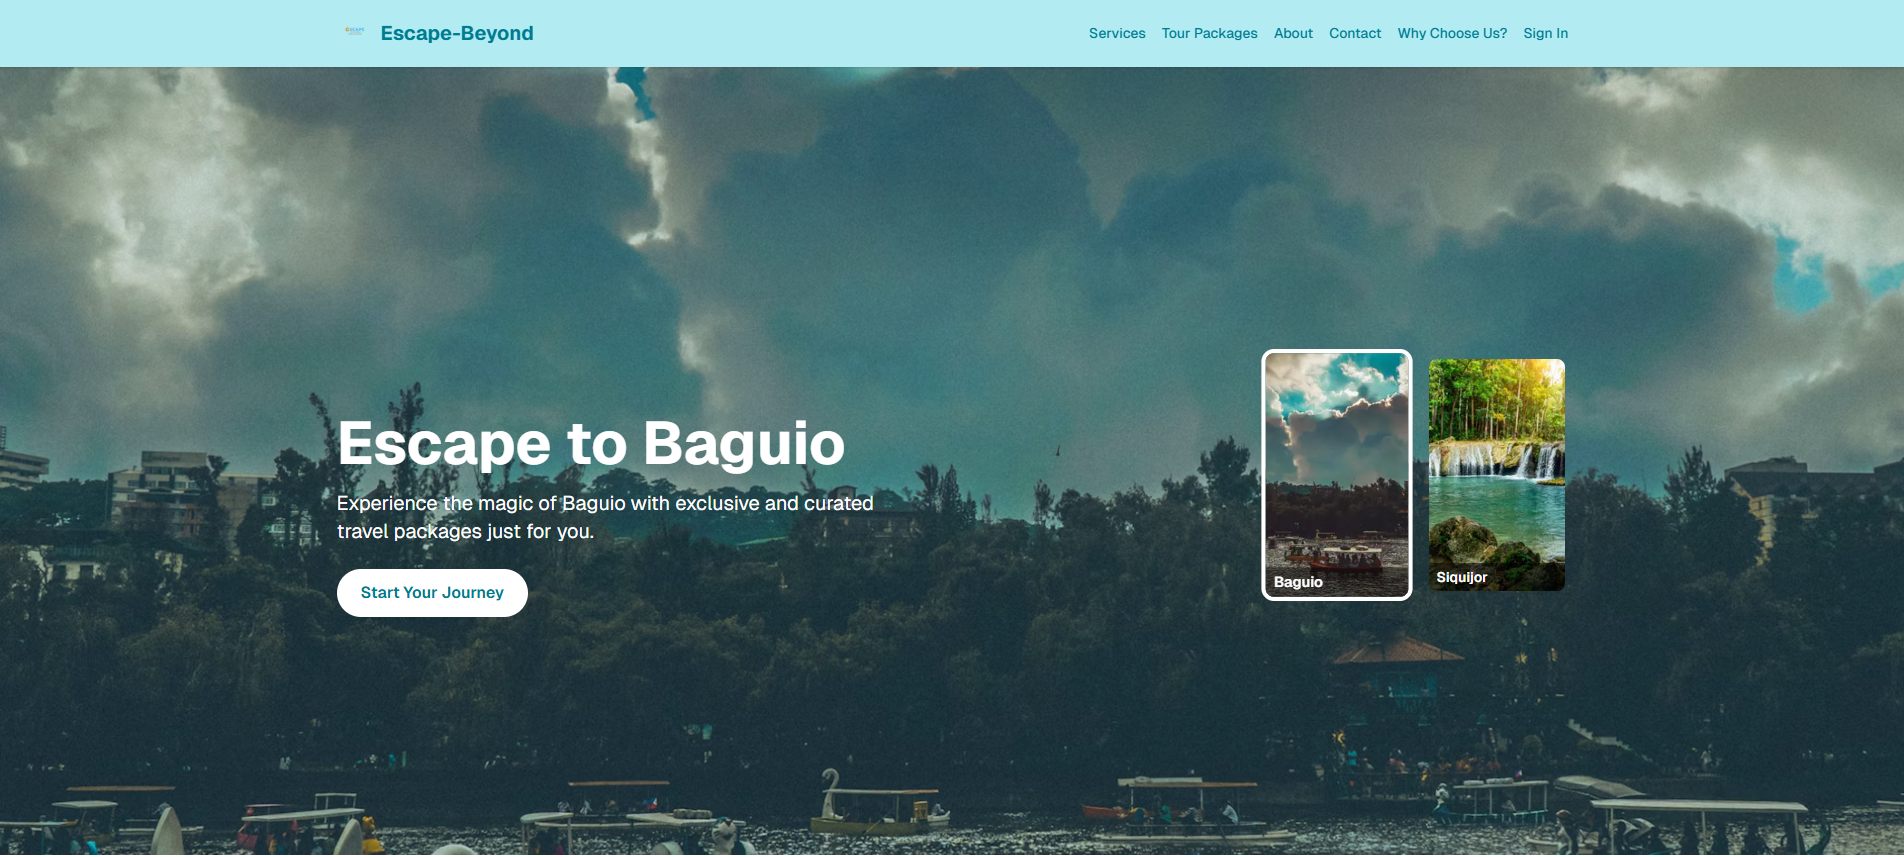 Escape-Beyond
Services Tour Packages About Contact Why Choose Us? Sign In
Escape to Baguio
Experience the magic of Baguio with exclusive and curated
travel packages just for you.
Start Your Journey
Baguio
Siquijor